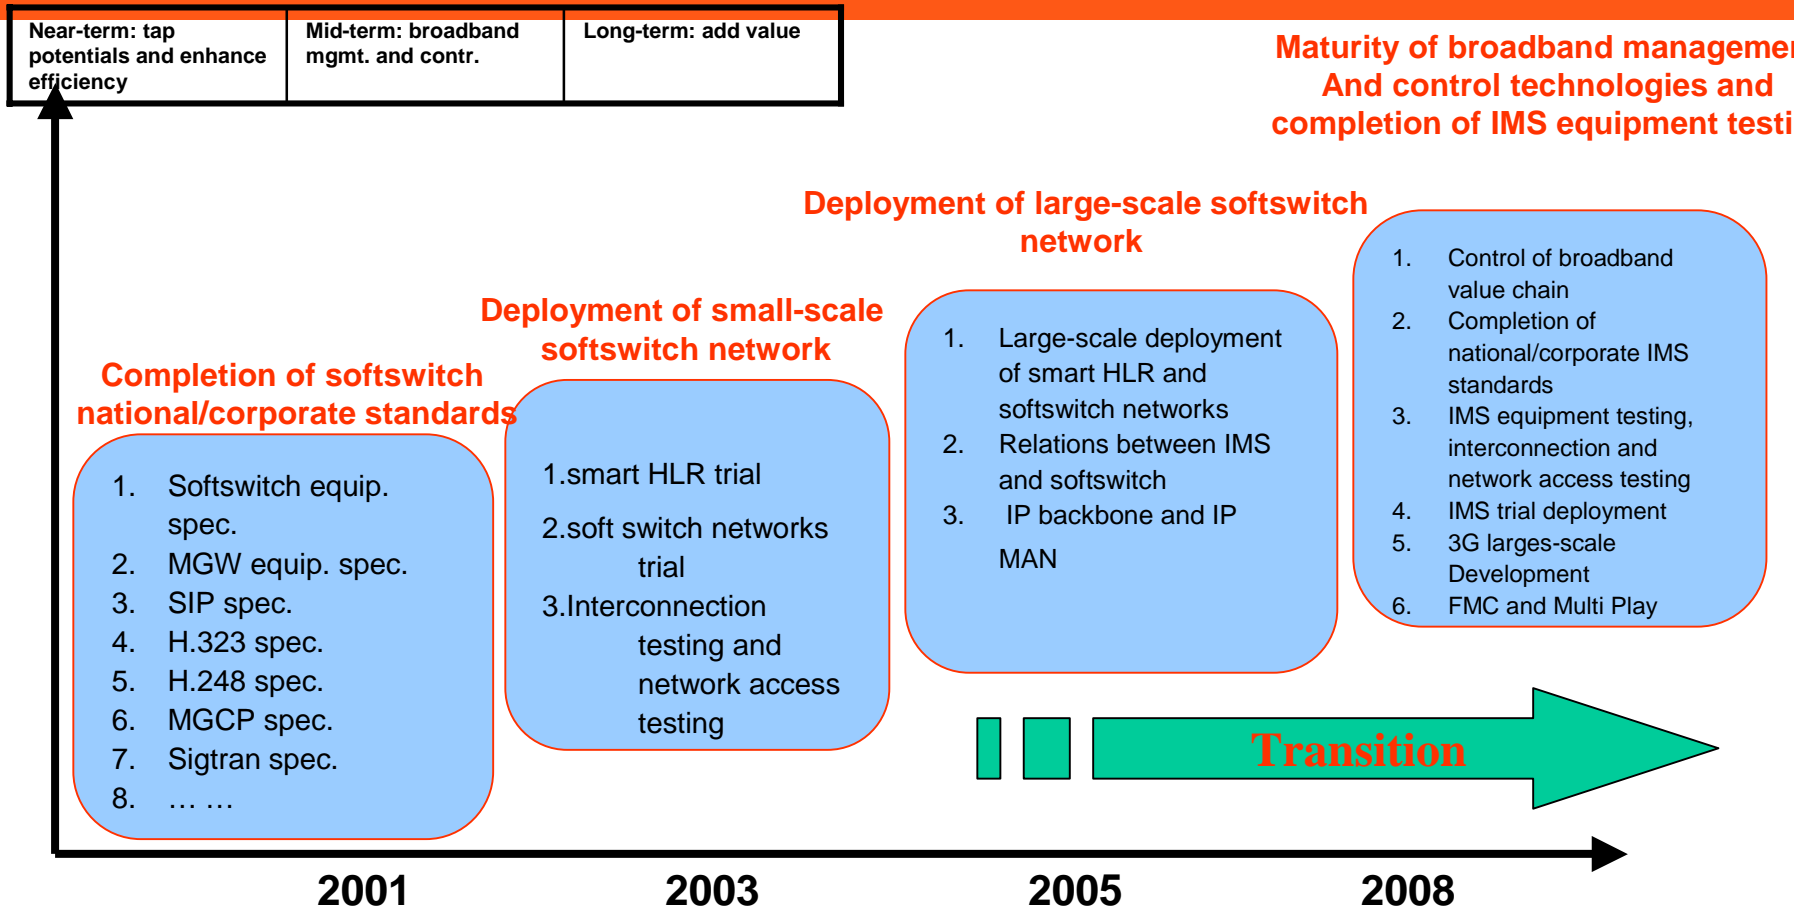 Near-term: tap
potentials and enhance
efficiency
Mid-term: broadband
mgmt. and contr.
Long-term: add value
Maturity of broadband
And control technologies and
completion of IMS equipment
Deployment of large-scale softswitch
network
1. Control of broadband
value chain
2. Completion of
national/corporate IMS
standards
3. IMS equipment testing,
interconnection and
network access testing
4. IMS trial deployment
5. 3G larges-scale
Development
6. FMC and Multi Play
Deployment of small-scale
softswitch network
1. Large-scale deployment
of smart HLR and
softswitch networks
2. Relations between IMS
and softswitch
3. IP backbone and IP
MAN
Completion of softswitch
national/corporate standards
1.smart HLR trial
2.soft switch networks
trial
3.Interconnection
testing and
network access
testing
1. Softswitch equip.
spec.
2. MGW equip. spec.
3. SIP spec.
4. H.323 spec.
5. H.248 spec.
6. MGCP spec.
7. Sigtran spec.
8. … …
Transition
2001
2003
2005
2008